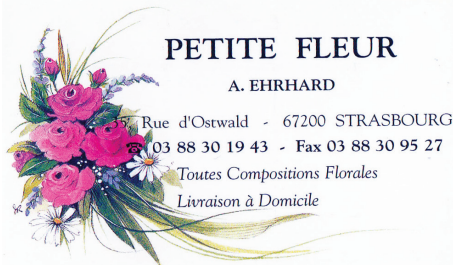 PETITE FLEUR
A. EHRHARD
Rue d'Ostwald - 67200 STRASBOURG
☎ 03 88 30 19 43 - Fax 03 88 30 95 27
Toutes Compositions Florales
Livraison à Domicile